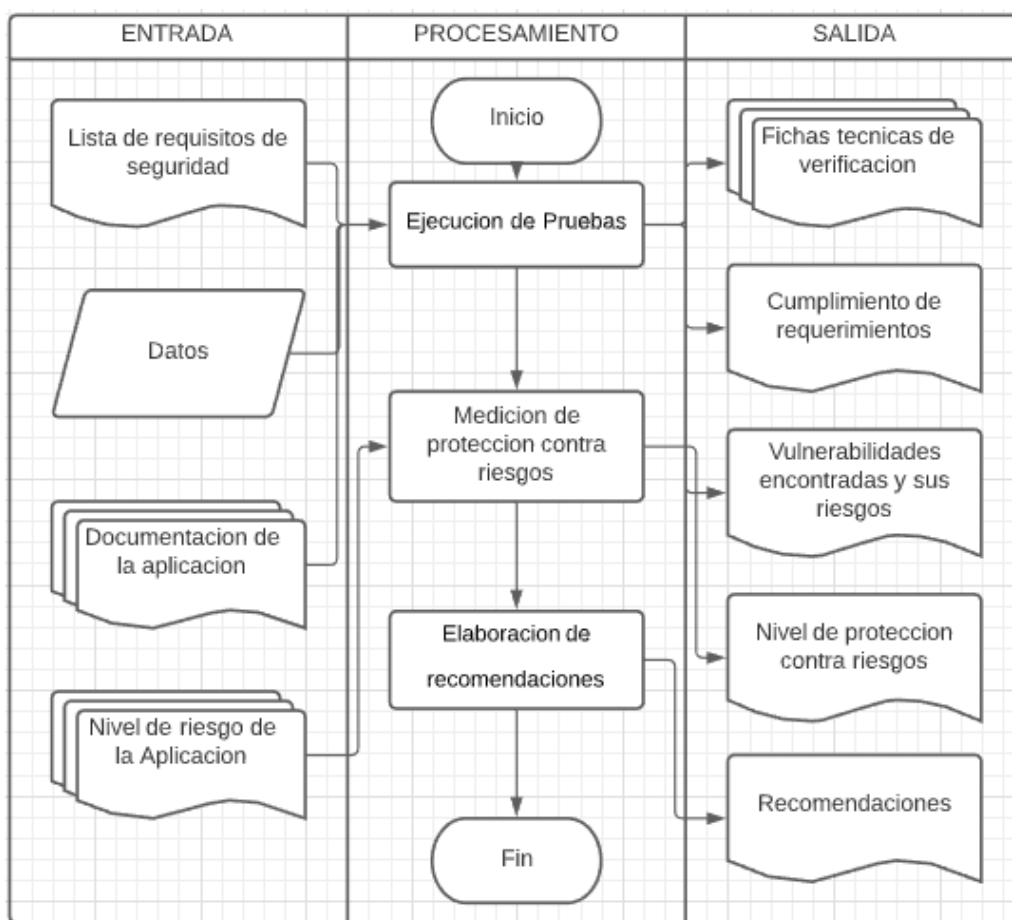 ENTRADA
PROCESAMIENTO
SALIDA
Lista de requisitos de
seguridad
Datos
Documentacion de
la aplicacion
Nivel de riesgo de
la Aplicacion
Inicio
Ejecucion de Pruebas
Medicion de
proteccion contra
riesgos
Elaboracion de
recomendaciones
Fin
Fichas tecnicas de
verificacion
Cumplimiento de
requerimientos
Vulnerabilidades
encontradas y sus
riesgos
Nivel de proteccion
contra riesgos
Recomendaciones